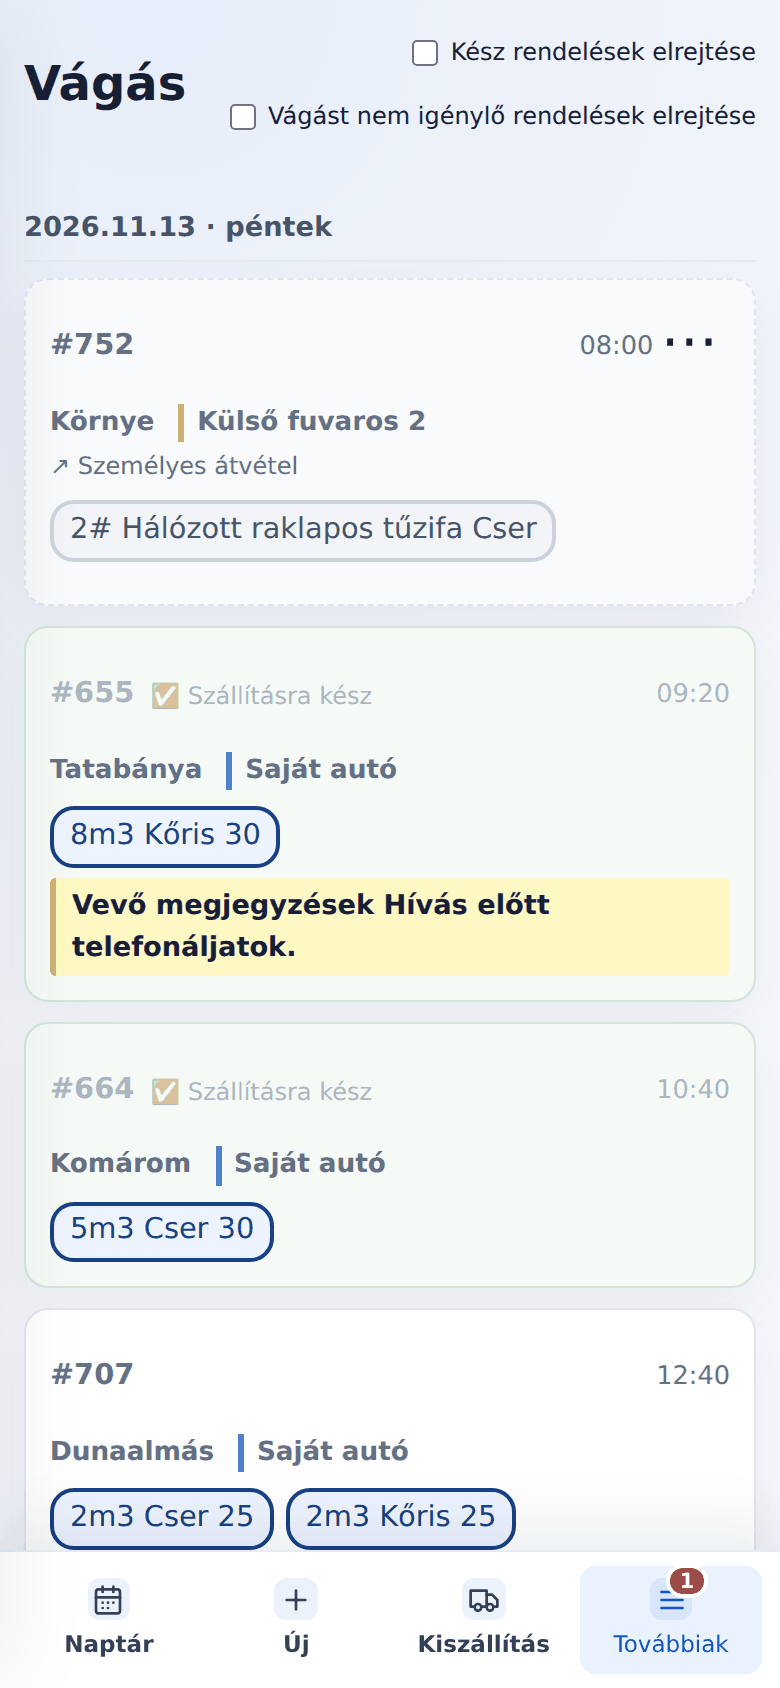 Vágás
Kész rendelések elrejtése
Vágást nem igénylő rendelések elrejtése
2026.11.13 · péntek
#752 08:00 ···
Környe Külső fuvaros 2
↗ Személyes átvétel
2# Hálózott raklapos tűzifa Cser
#655 ✅ Szállításra kész 09:20
Tatabánya Saját autó
8m3 Kőris 30
Vevő megjegyzések Hívás előtt
telefonáljatok.
#664 ✅ Szállításra kész 10:40
Komárom Saját autó
5m3 Cser 30
#707 12:40
Dunaalmás Saját autó
2m3 Cser 25 2m3 Kőris 25
1
Naptár Új Kiszállítás Továbbiak